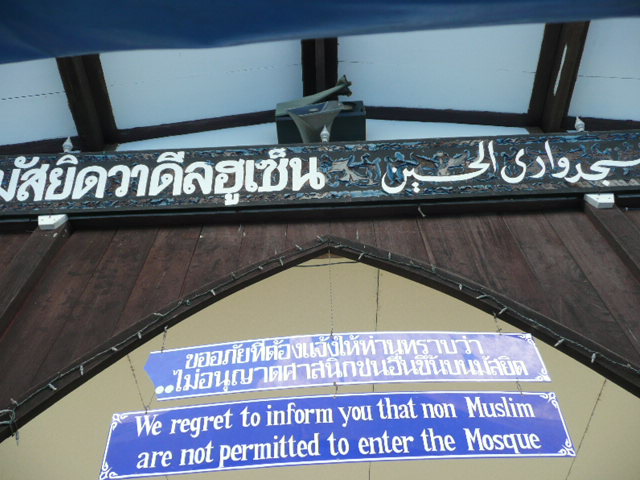 มัสยิดวาดีลฮูเซ็น
مسجد وادي الحسين
ขออภัยที่ต้องแจ้งให้ท่านทราบว่า
..ไม่อนุญาตศาสนิกชนอื่นขึ้นบนมัสยิด
We regret to inform you that non Muslim
are not permitted to enter the Mosque